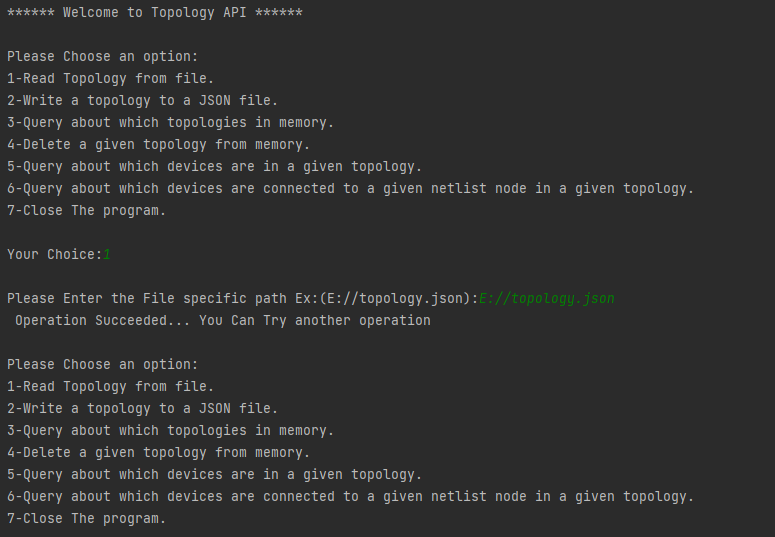 ****** Welcome to Topology API ******
Please Choose an option:
1-Read Topology from file.
2-Write a topology to a JSON file.
3-Query about which topologies in memory.
4-Delete a given topology from memory.
5-Query about which devices are in a given topology.
6-Query about which devices are connected to a given netlist node in a given topology.
7-Close The program.
Your Choice:1
Please Enter the File specific path Ex:(E://topology.json):E://topology.json
Operation Succeeded... You Can Try another operation
Please Choose an option:
1-Read Topology from file.
2-Write a topology to a JSON file.
3-Query about which topologies in memory.
4-Delete a given topology from memory.
5-Query about which devices are in a given topology.
6-Query about which devices are connected to a given netlist node in a given topology.
7-Close The program.